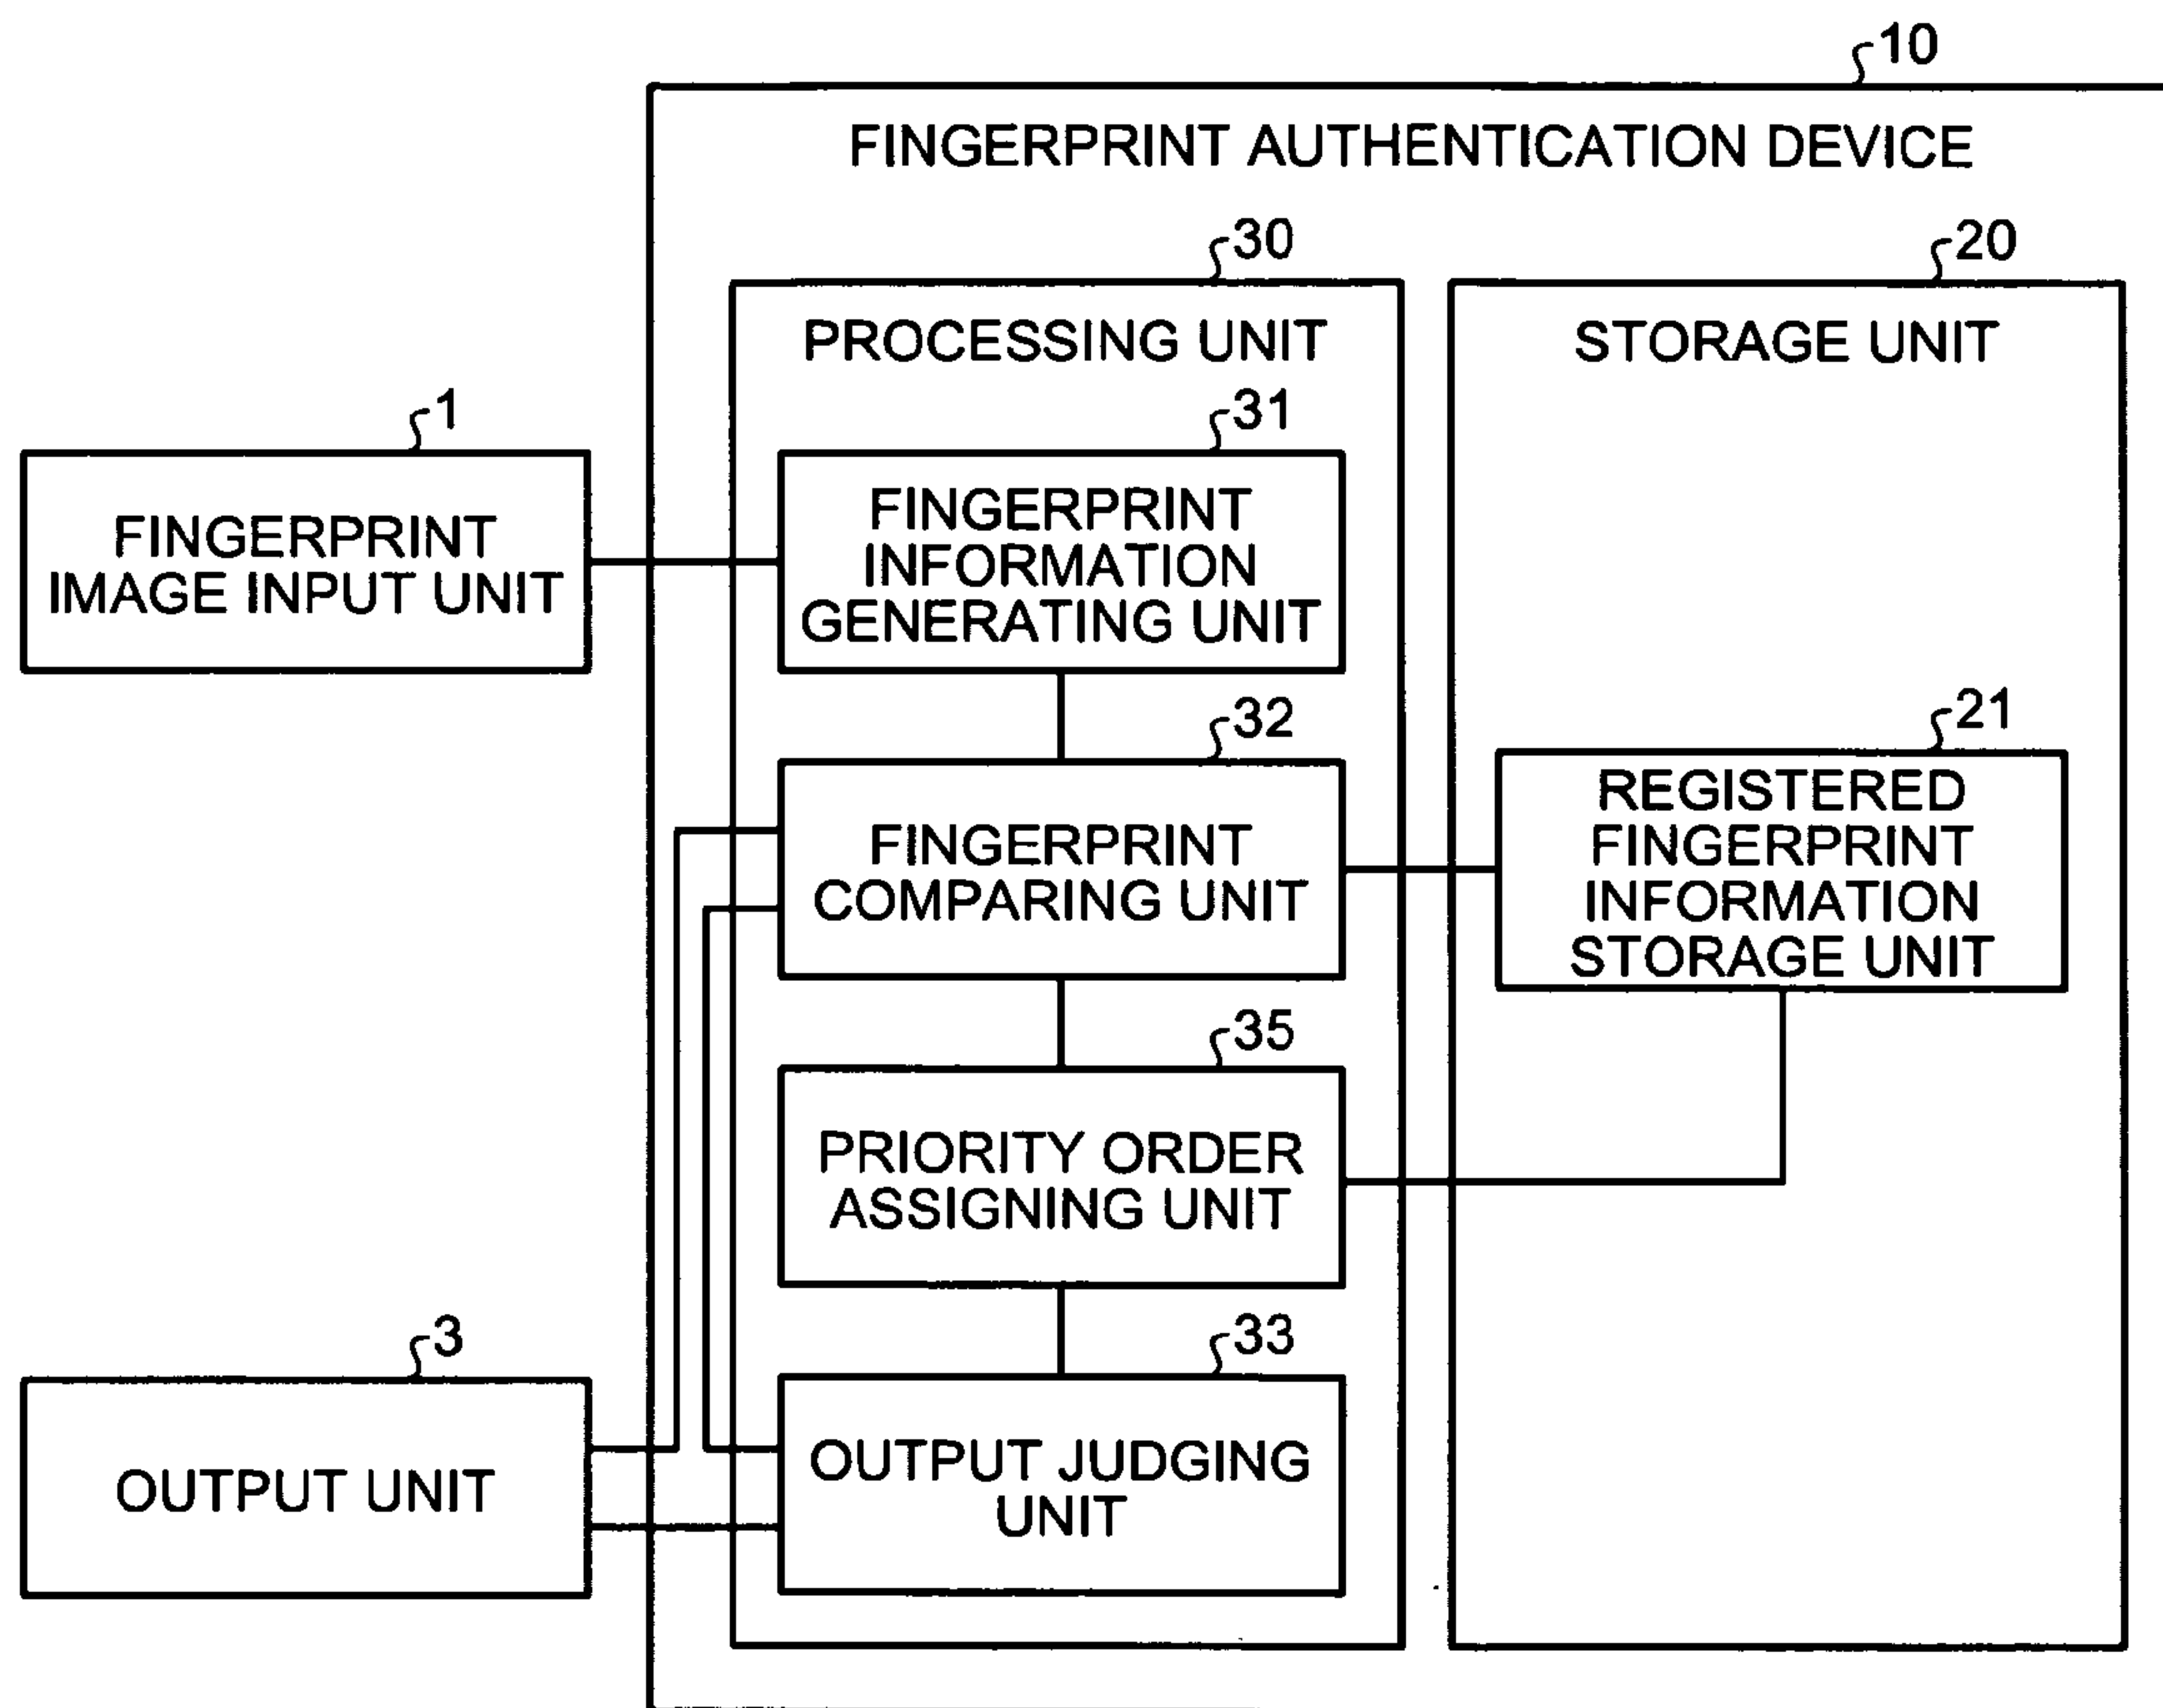 10
FINGERPRINT AUTHENTICATION DEVICE
30
20
PROCESSING UNIT
STORAGE UNIT
1
31
FINGERPRINT
IMAGE INPUT UNIT
FINGERPRINT
INFORMATION
GENERATING UNIT
32
21
FINGERPRINT
COMPARING UNIT
REGISTERED
FINGERPRINT
INFORMATION
STORAGE UNIT
35
PRIORITY ORDER
ASSIGNING UNIT
3
33
OUTPUT UNIT
OUTPUT JUDGING
UNIT